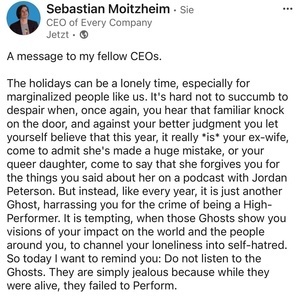 Sebastian Moitzheim • Sie
CEO of Every Company
Jetzt •
A message to my fellow CEOs.
The holidays can be a lonely time, especially for
marginalized people like us. It's hard not to succumb to
despair when, once again, you hear that familiar knock
on the door, and against your better judgment you let
yourself believe that this year, it really *is* your ex-wife,
come to admit she's made a huge mistake, or your
queer daughter, come to say that she forgives you for
the things you said about her on a podcast with Jordan
Peterson. But instead, like every year, it is just another
Ghost, harrassing you for the crime of being a High-
Performer. It is tempting, when those Ghosts show you
visions of your impact on the world and the people
around you, to channel your loneliness into self-hatred.
So today I want to remind you: Do not listen to the
Ghosts. They are simply jealous because while they
were alive, they failed to Perform.